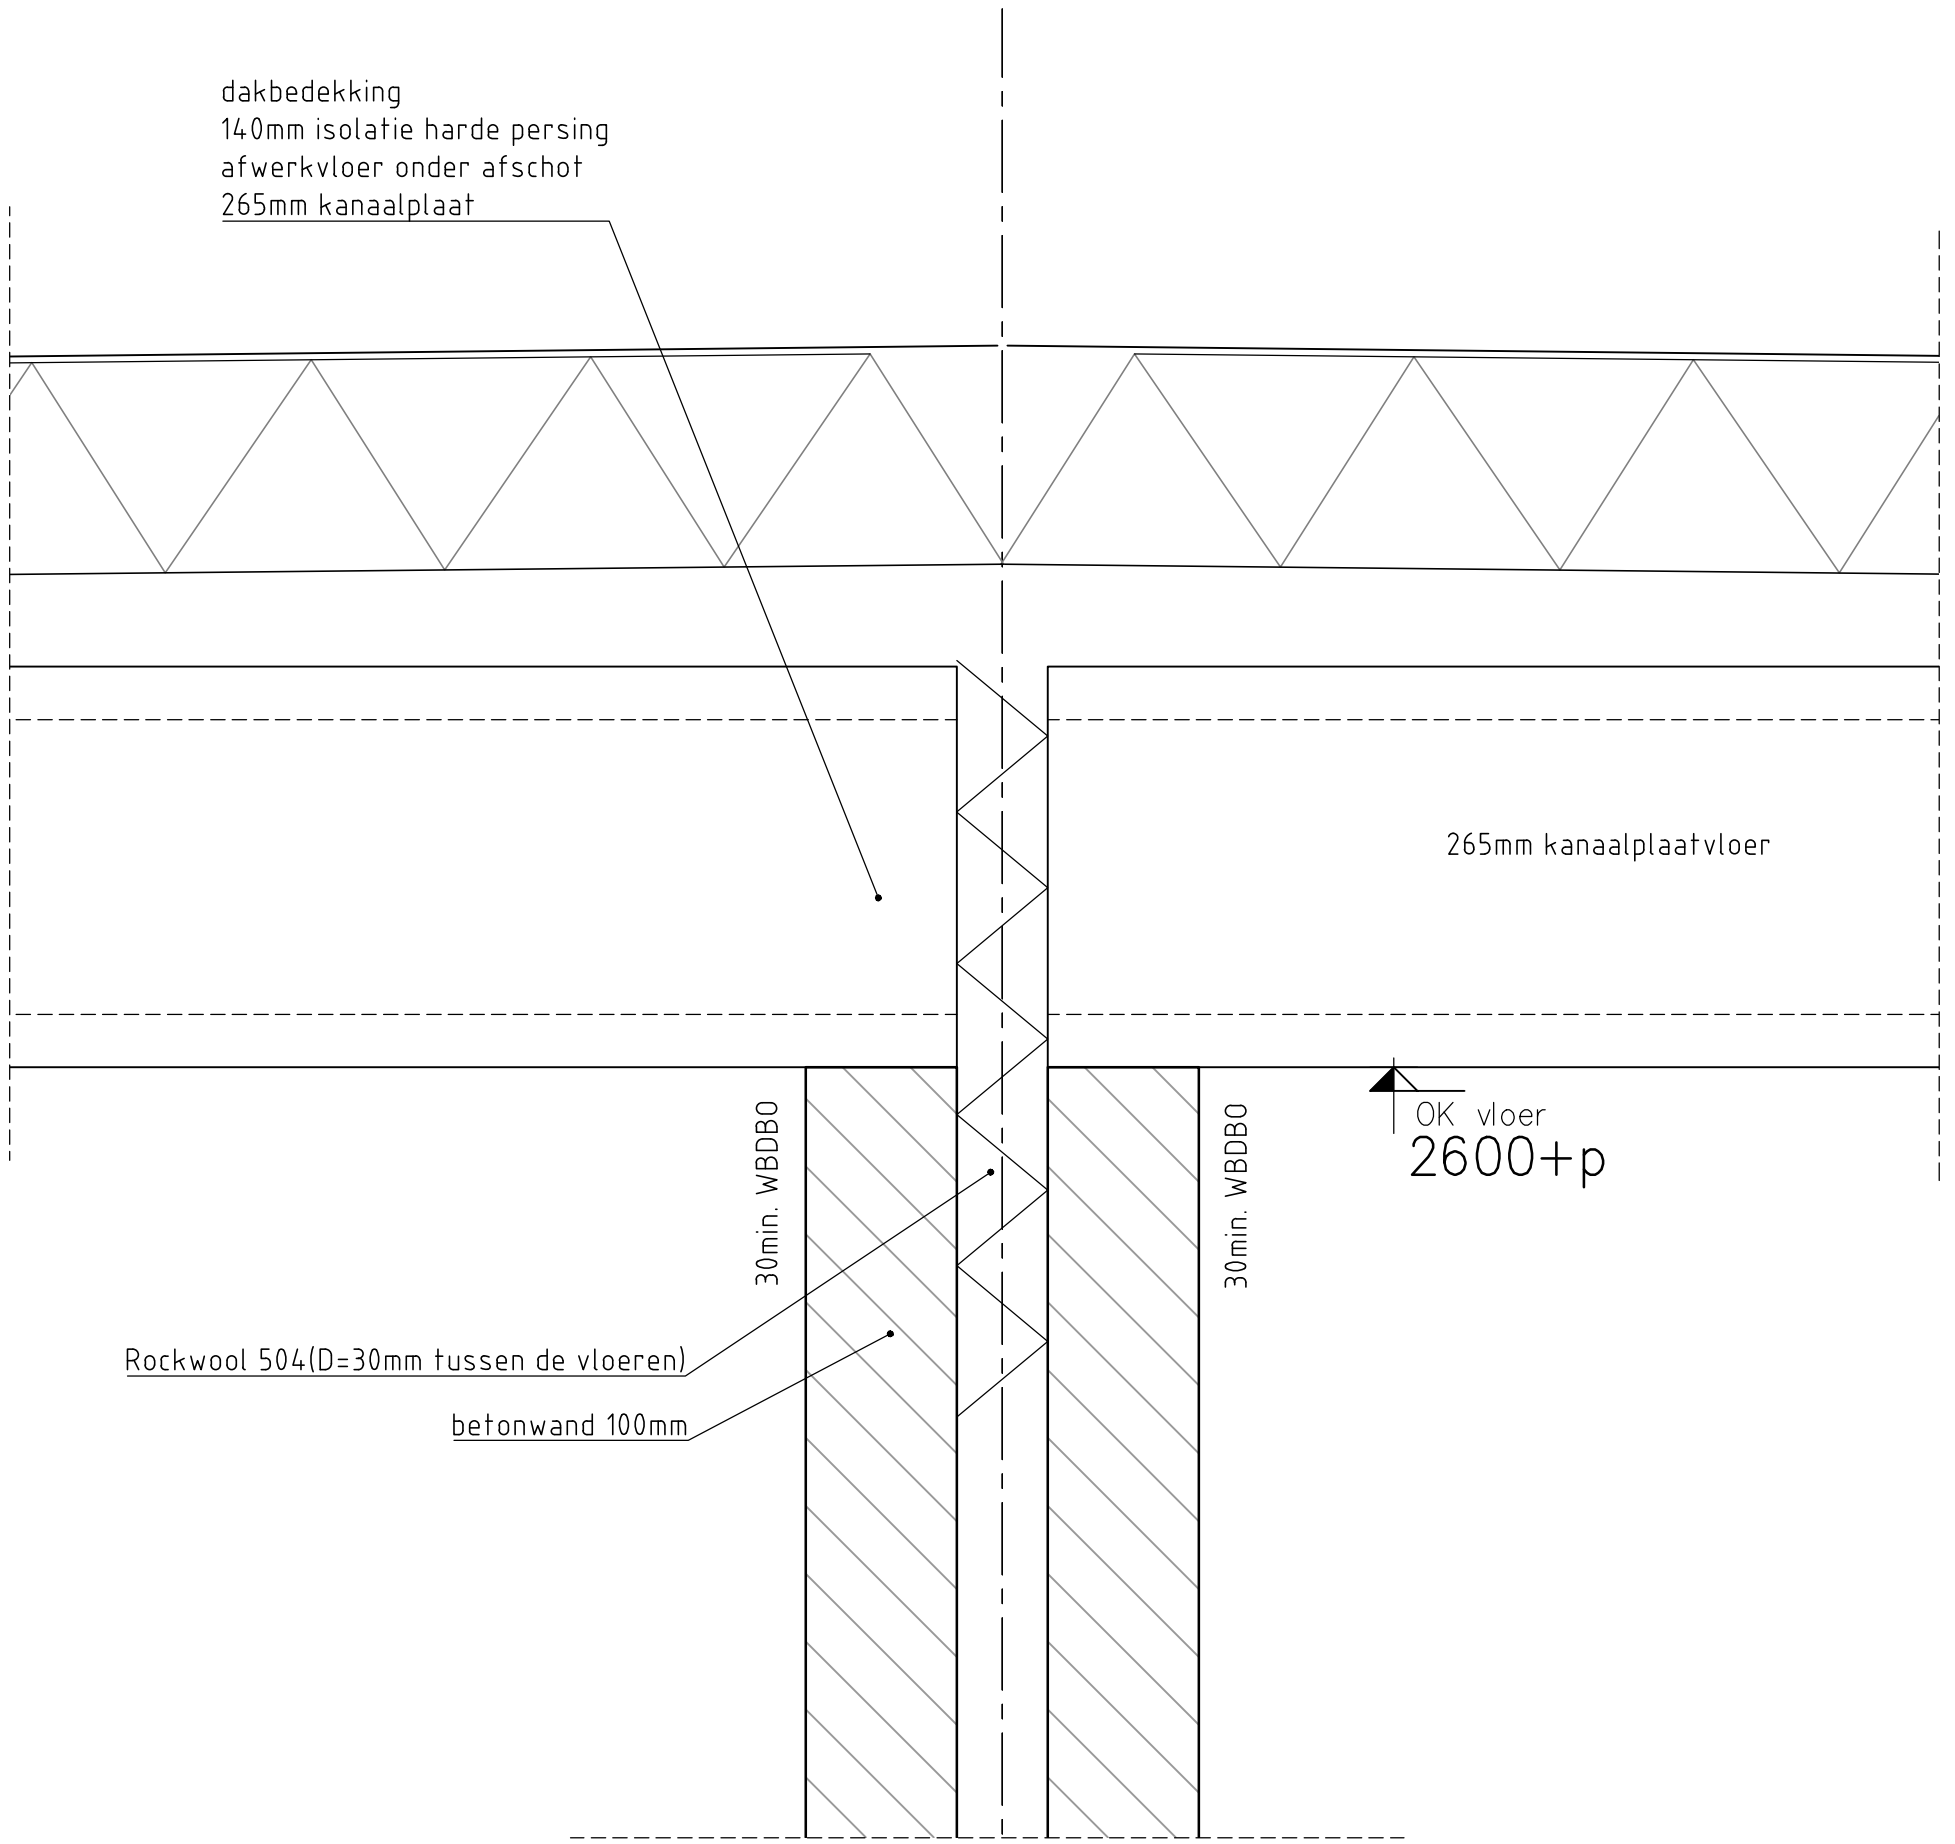 dakbedekking
140mm isolatie harde persing
afwerkvloer onder afschot
265mm kanaalplaat
265mm kanaalplaatvloer
OK vloer
2600+p
30min. WBDBO
30min. WBDBO
Rockwool 504(D=30mm tussen de vloeren)
betonwand 100mm